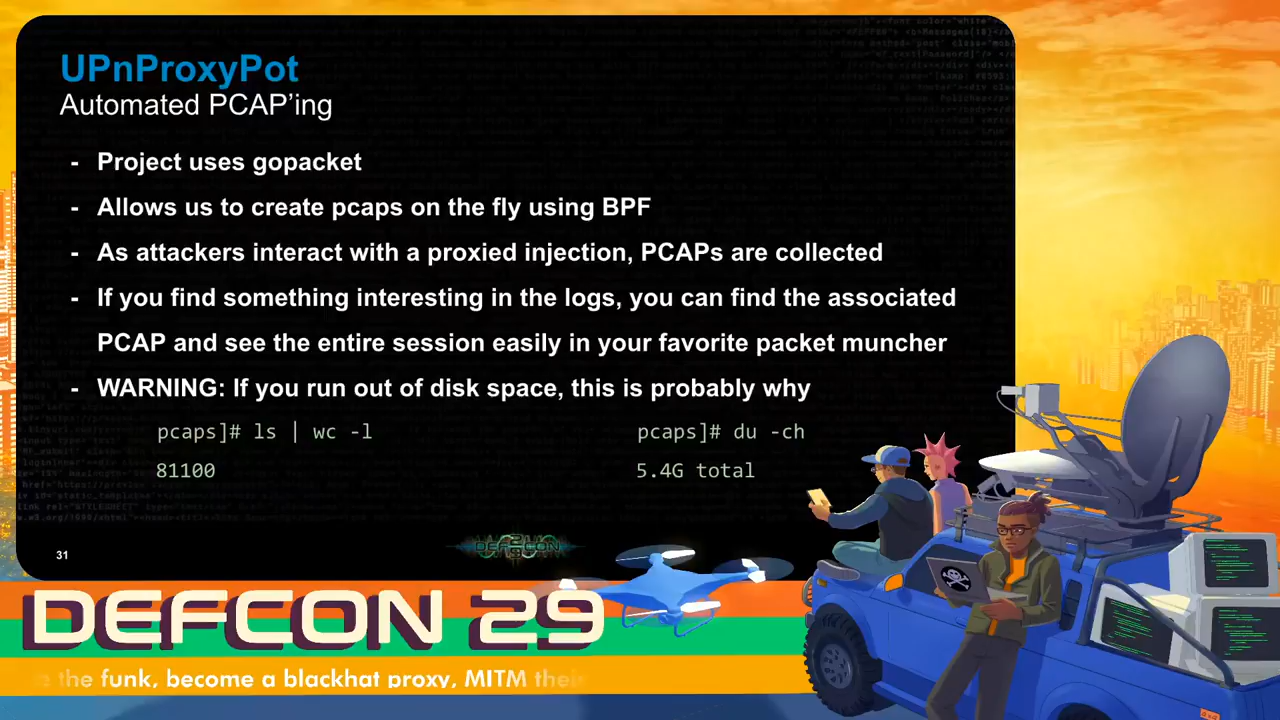 UPnProxyPot
Automated PCAP’ing
- Project uses gopacket
- Allows us to create pcaps on the fly using BPF
- As attackers interact with a proxied injection, PCAPs are collected
- If you find something interesting in the logs, you can find the associated
PCAP and see the entire session easily in your favorite packet muncher
- WARNING: If you run out of disk space, this is probably why
pcaps]# ls | wc -l
81100
pcaps]# du -ch
5.4G total
31
DEFCON
DEFCON 29
the funk, become a blackhat proxy, MITM their